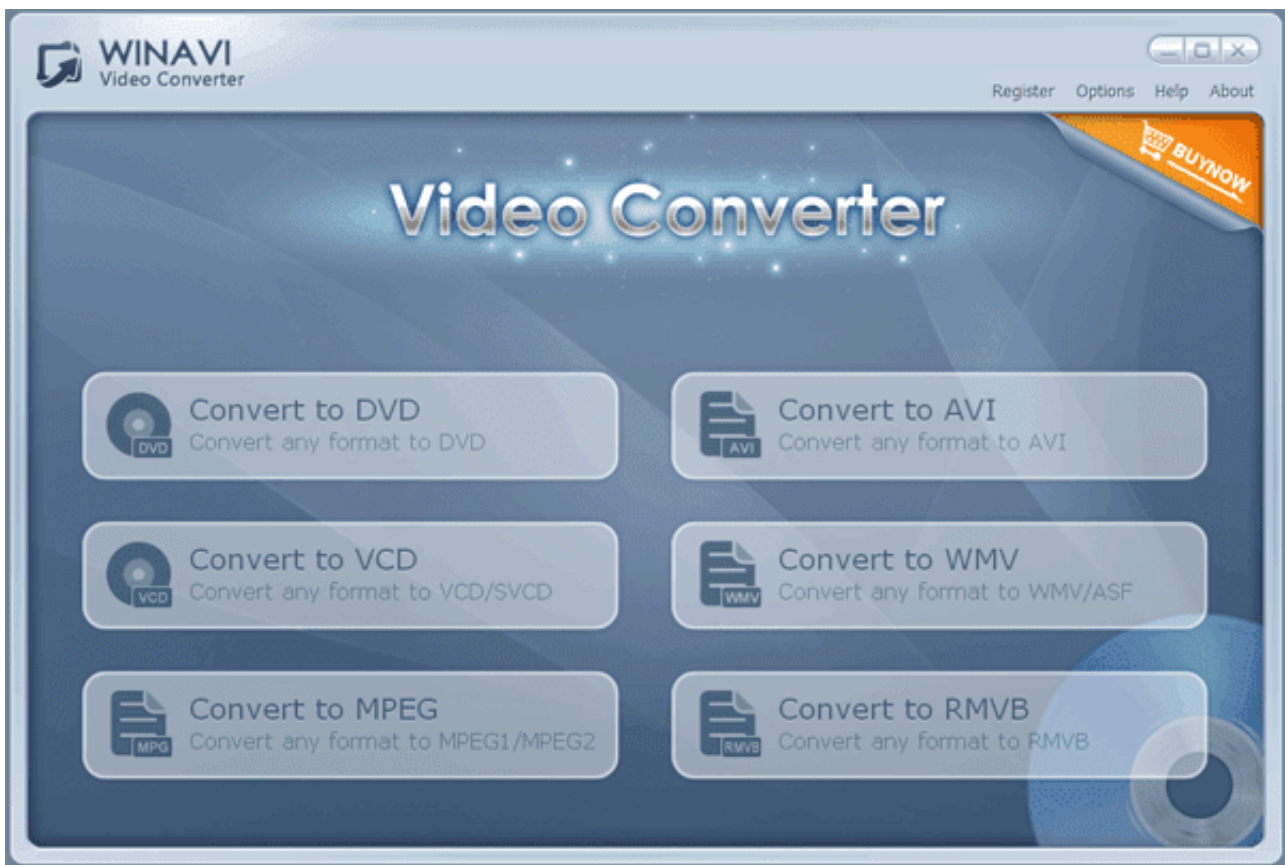 WINAVI
Video Converter
Register Options Help About
BUYNOW
Video Converter
Convert to DVD
Convert any format to DVD
DVD
Convert to AVI
Convert any format to AVI
AVI
Convert to VCD
Convert any format to VCD/SVCD
VCD
Convert to WMV
Convert any format to WMV/ASF
WMV
Convert to MPEG
Convert any format to MPEG1/MPEG2
MPG
Convert to RMVB
Convert any format to RMVB
RMVB